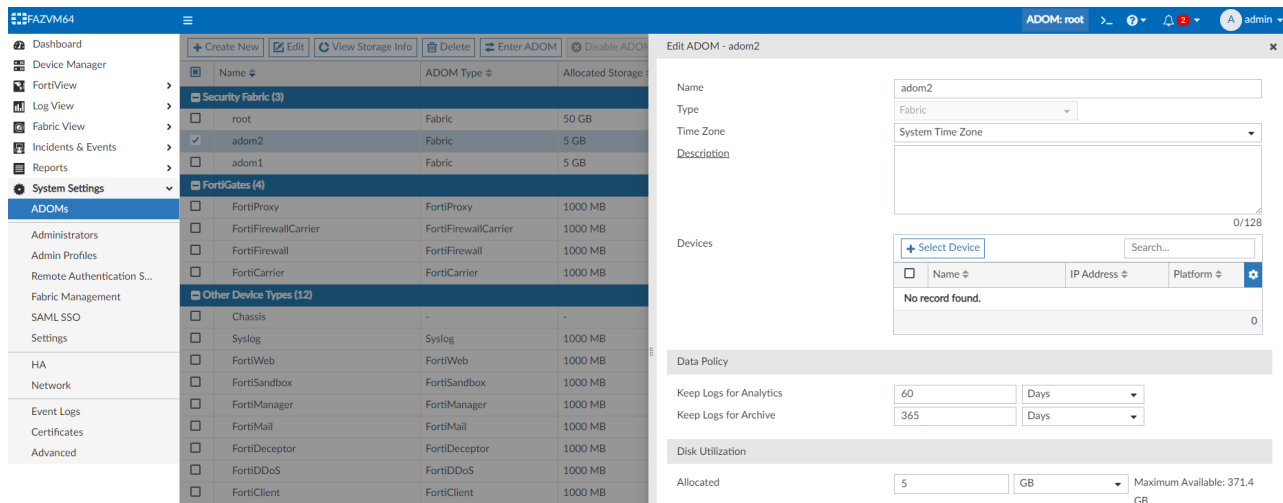 FAZVM64
ADOM: root
>_
2
A admin
Dashboard
Device Manager
FortiView
Log View
Fabric View
Incidents & Events
Reports
System Settings
ADOMs
Administrators
Admin Profiles
Remote Authentication S...
Fabric Management
SAML SSO
Settings
HA
Network
Event Logs
Certificates
Advanced
+ Create New Edit View Storage Info Delete Enter ADOM Disable ADOM
Name ADOM Type Allocated Storage
Security Fabric (3)
root Fabric 50 GB
adom2 Fabric 5 GB
adom1 Fabric 5 GB
FortiGates (4)
FortiProxy FortiProxy 1000 MB
FortiFirewallCarrier FortiFirewallCarrier 1000 MB
FortiFirewall FortiFirewall 1000 MB
FortiCarrier FortiCarrier 1000 MB
Other Device Types (12)
Chassis - -
Syslog Syslog 1000 MB
FortiWeb FortiWeb 1000 MB
FortiSandbox FortiSandbox 1000 MB
FortiManager FortiManager 1000 MB
FortiMail FortiMail 1000 MB
FortiDeceptor FortiDeceptor 1000 MB
FortiDDoS FortiDDoS 1000 MB
FortiClient FortiClient 1000 MB
Edit ADOM - adom2
Name adom2
Type Fabric
Time Zone System Time Zone
Description
0/128
Devices + Select Device Search...
Name IP Address Platform
No record found.
0
Data Policy
Keep Logs for Analytics 60 Days
Keep Logs for Archive 365 Days
Disk Utilization
Allocated 5 GB Maximum Available: 371.4
GB